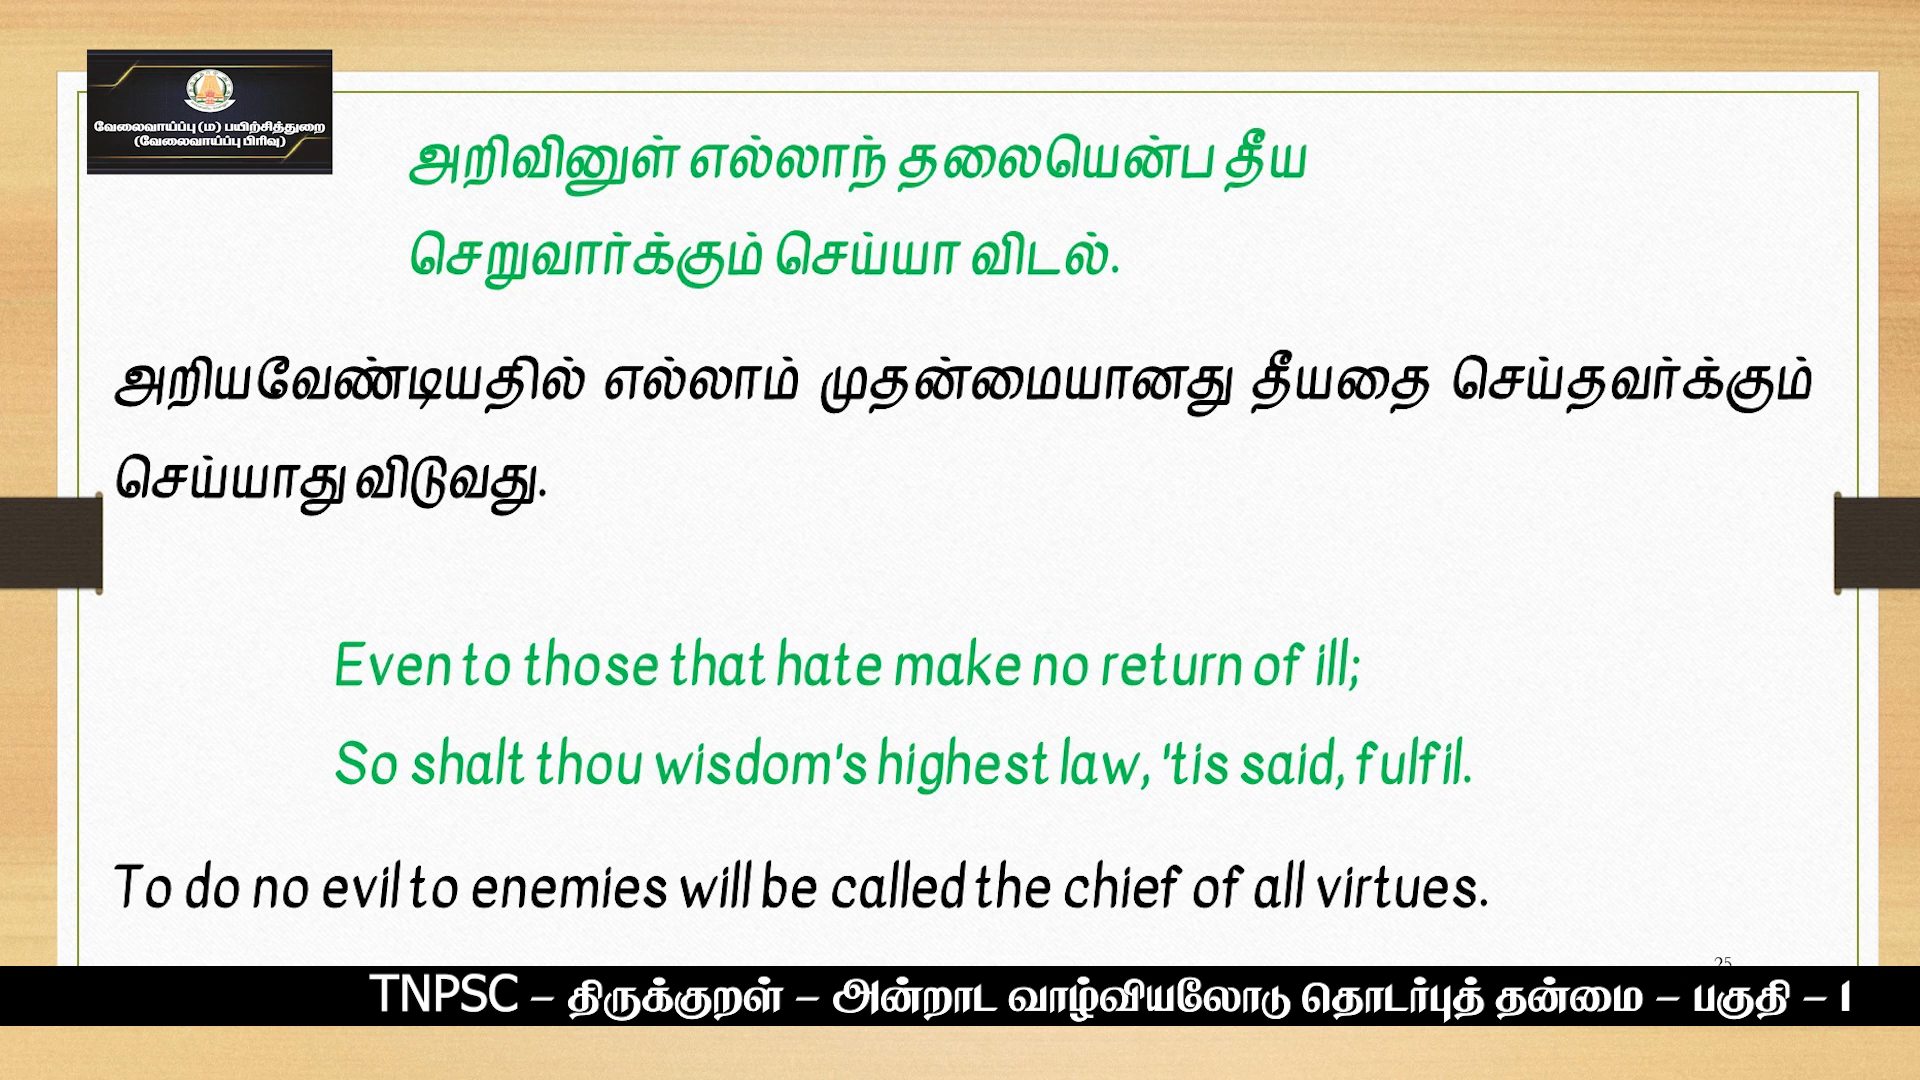 வேலைவாய்ப்பு (ம) பயிற்சித்துறை
(வேலைவாய்ப்பு பிரிவு)
அறிவினுள் எல்லாந் தலையென்ப தீய
செறுவார்க்கும் செய்யா விடல்.
அறியவேண்டியதில் எல்லாம் முதன்மையானது தீயதை செய்தவர்க்கும்
செய்யாது விடுவது.
Even to those that hate make no return of ill;
So shalt thou wisdom's highest law, 'tis said, fulfil.
To do no evil to enemies will be called the chief of all virtues.
25
TNPSC – திருக்குறள் – அன்றாட வாழ்வியலோடு தொடர்புத் தன்மை – பகுதி – 1